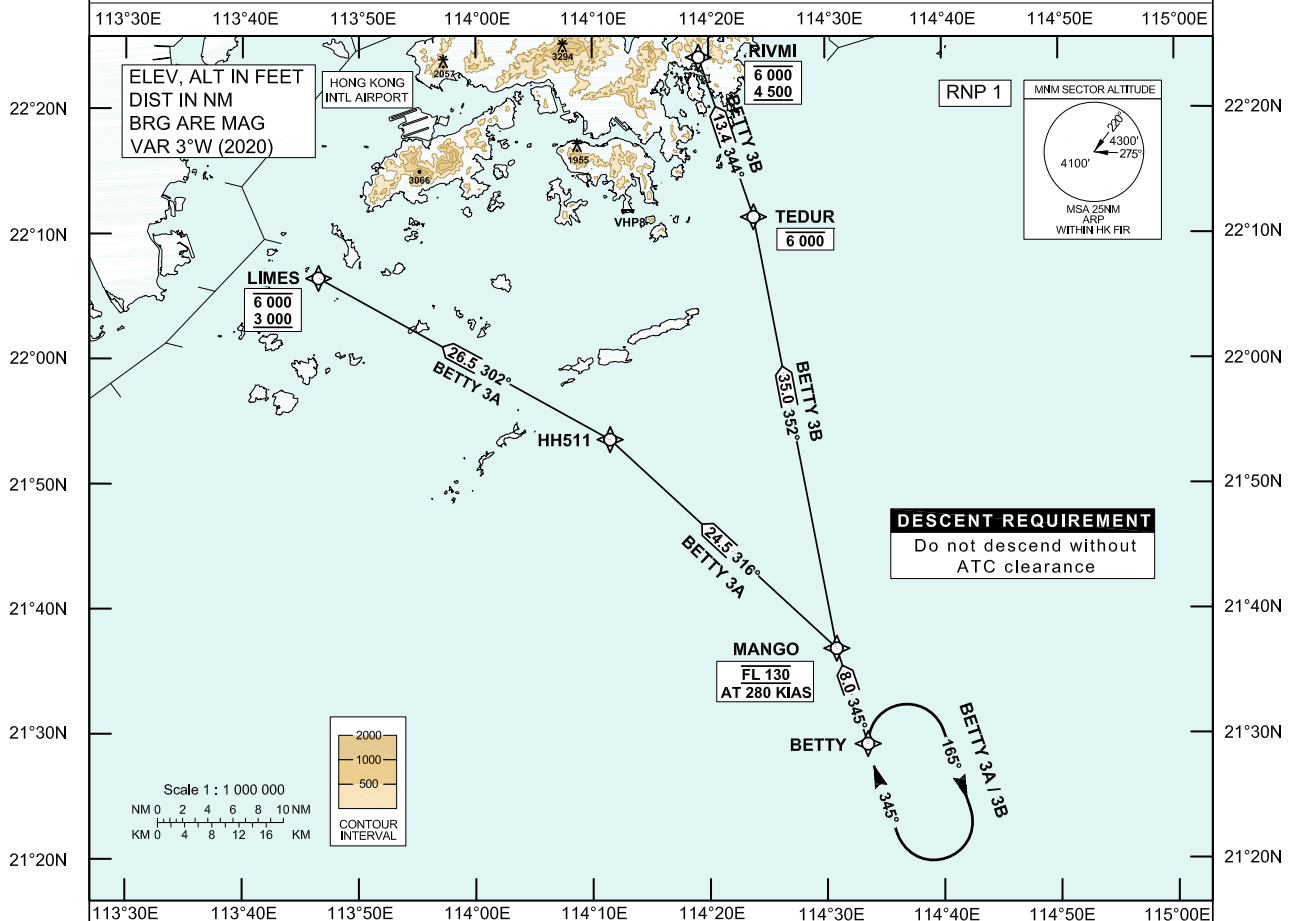 113°30E 113°40E 113°50E 114°00E 114°10E 114°20E 114°30E 114°40E 114°50E 115°00E
ELEV, ALT IN FEET
DIST IN NM
BRG ARE MAG
VAR 3°W (2020)
HONG KONG
INTL AIRPORT
2057
3294
RIVMI
6 000
4 500
RNP 1
MNM SECTOR ALTITUDE
220°
4300'
275°
4100'
MSA 25NM
ARP
WITHIN HK FIR
22°20N
22°20N
BETTY 3B
13.4 344°
1955
3066
VHP8
TEDUR
6 000
22°10N
22°10N
LIMES
6 000
3 000
22°00N
22°00N
26.5 302°
BETTY 3A
BETTY 3B
35.0 352°
HH511
21°50N
21°50N
24.5 316°
BETTY 3A
DESCENT REQUIREMENT
Do not descend without
ATC clearance
21°40N
21°40N
MANGO
FL 130
AT 280 KIAS
8.0 345°
21°30N
21°30N
BETTY
BETTY 3A / 3B
165°
345°
2000
1000
500
CONTOUR
INTERVAL
Scale 1 : 1 000 000
NM 0 2 4 6 8 10 NM
KM 0 4 8 12 16 KM
21°20N
21°20N
113°30E 113°40E 113°50E 114°00E 114°10E 114°20E 114°30E 114°40E 114°50E 115°00E